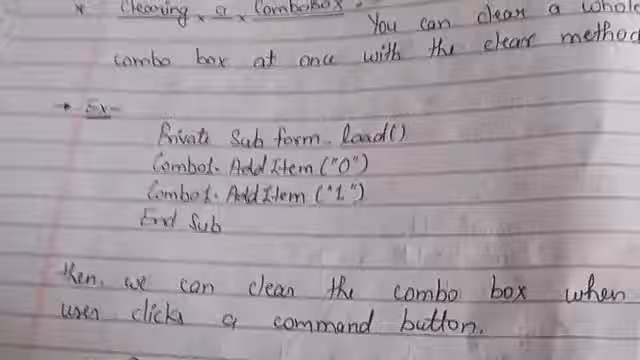 * Clearing a ComboBox : You can clear a whole
combo box at once with the clear method
→ Ex-
Private Sub form_load()
Combo1. AddItem ("0")
Combo1. AddItem ("1")
End Sub
then, we can clear the combo box when
user clicks a command button.